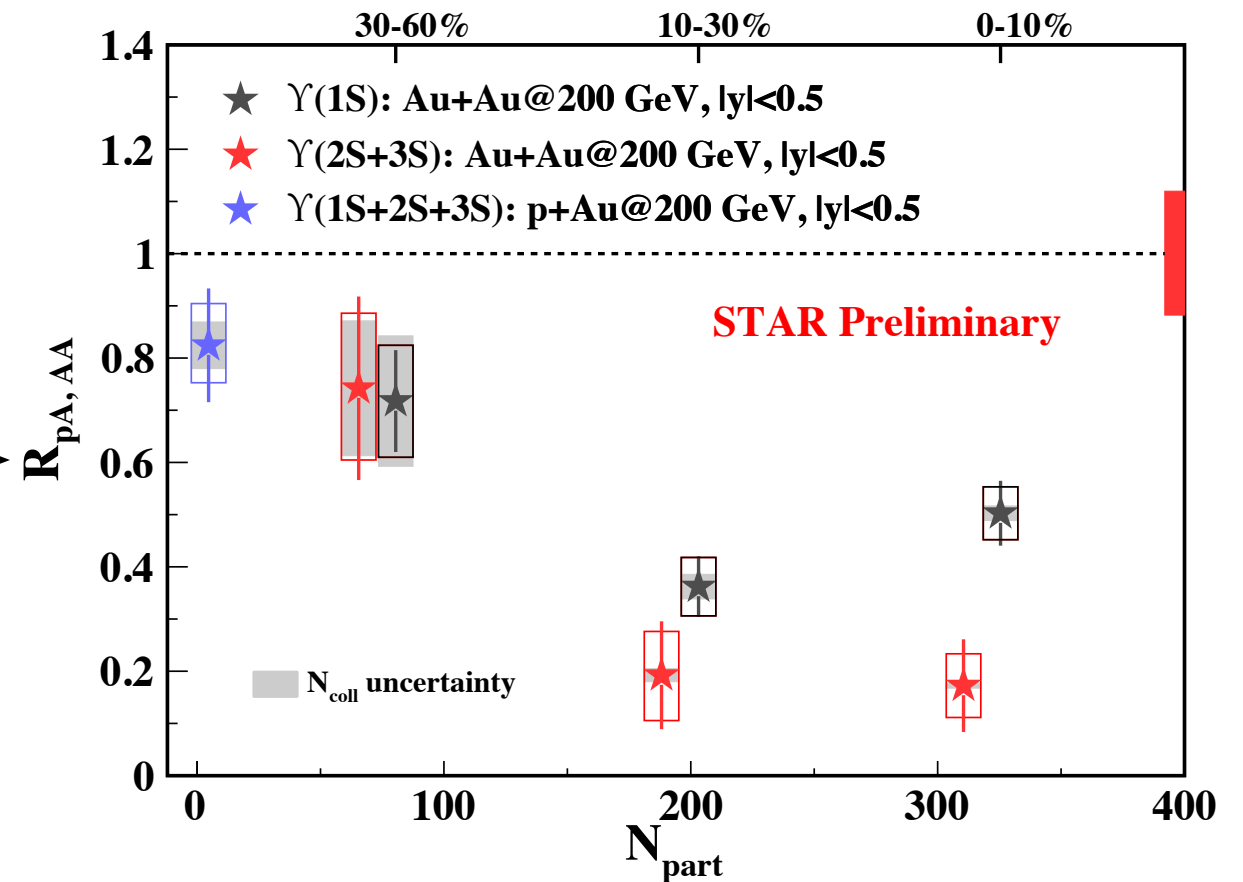 30-60% 10-30% 0-10%
1.4
ϒ(1S): Au+Au@200 GeV, |y|<0.5
1.2
ϒ(2S+3S): Au+Au@200 GeV, |y|<0.5
ϒ(1S+2S+3S): p+Au@200 GeV, |y|<0.5
1
STAR Preliminary
0.8
R_pA, AA
0.6
0.4
0.2
N_coll uncertainty
0
0 100 200 300 400
N_part